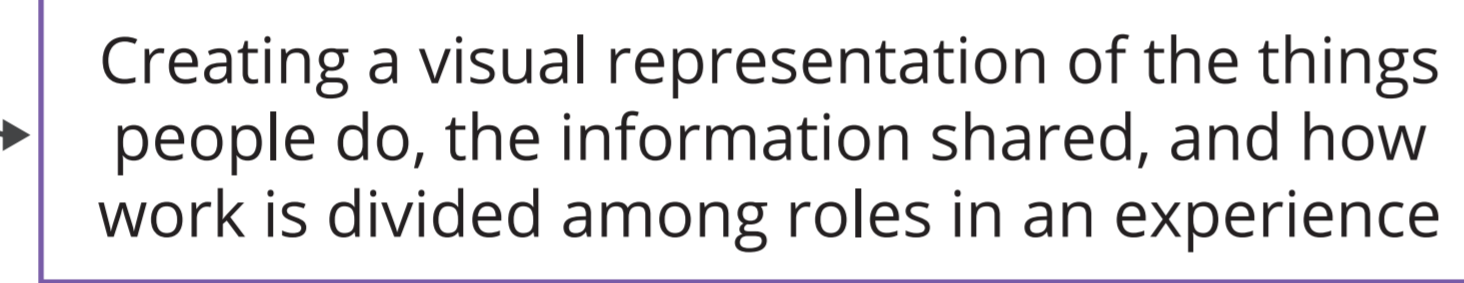 Creating a visual representation of the things
people do, the information shared, and how
work is divided among roles in an experience